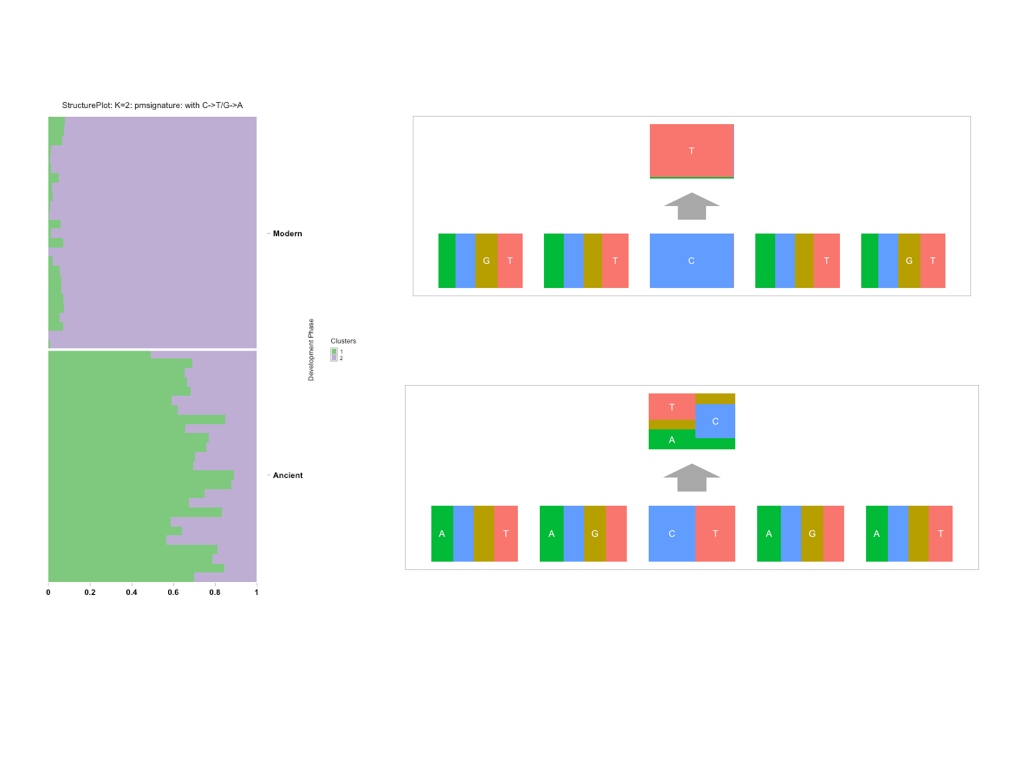 StructurePlot: K=2: pmsignature: with C->T/G->A
Modern
Ancient
0 0.2 0.4 0.6 0.8 1
Development Phase
Clusters
1
2
T
G T T C T G T
T C
A
A T A G C T A G A T